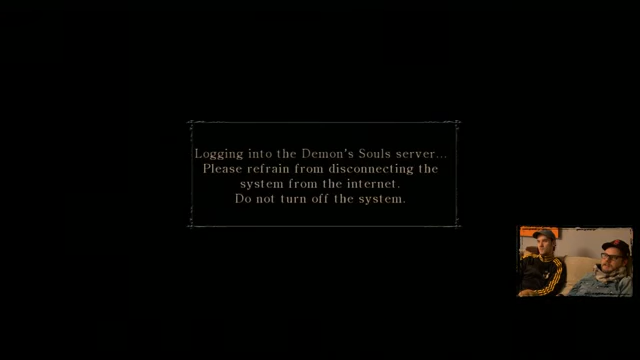 Logging into the Demon's Souls server...
Please refrain from disconnecting the
system from the internet.
Do not turn off the system.